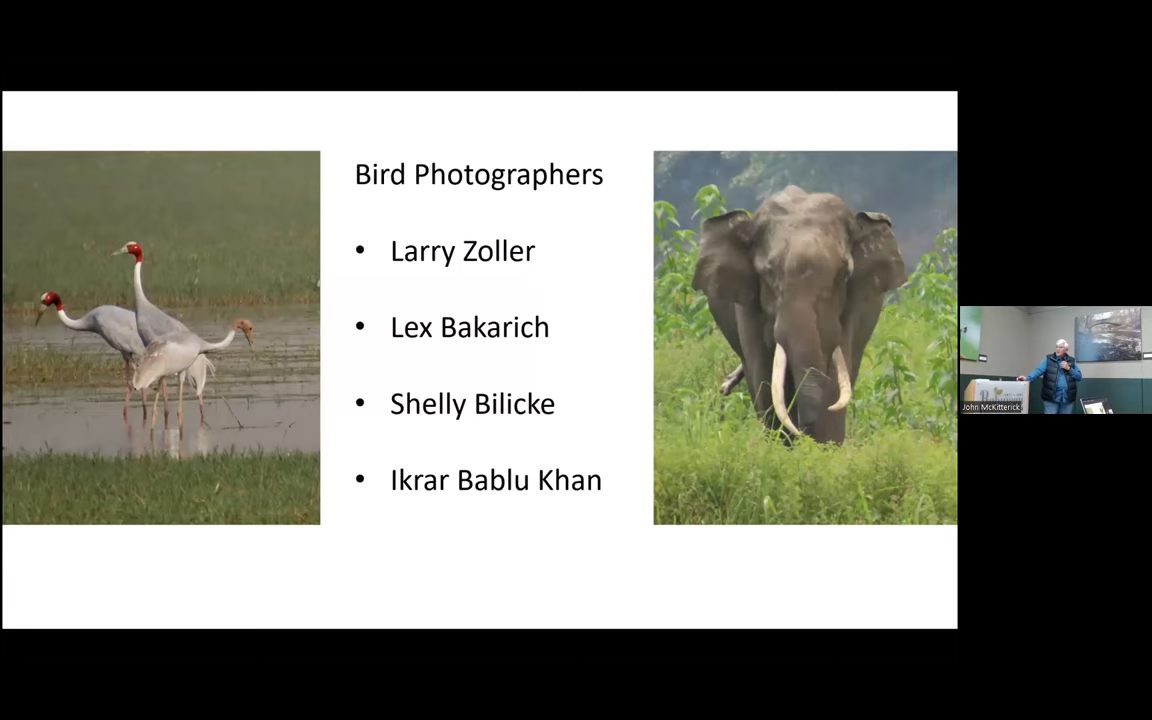 Bird Photographers
• Larry Zoller
• Lex Bakarich
• Shelly Bilicke
• Ikrar Bablu Khan
John McKitterick